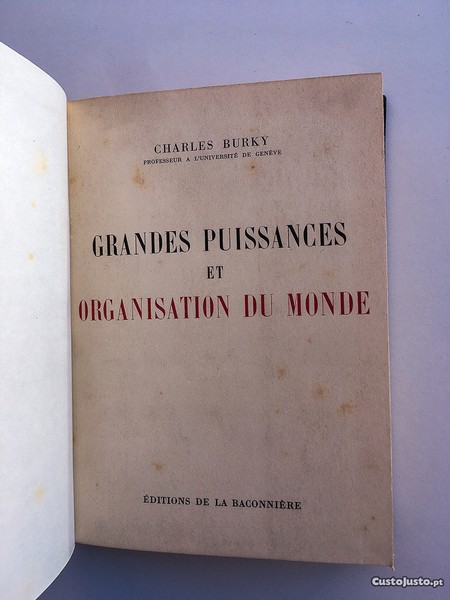 CHARLES BURKY
PROFESSEUR A L'UNIVERSITÉ DE GENÈVE
GRANDES PUISSANCES
ET
ORGANISATION DU MONDE
ÉDITIONS DE LA BACONNIÈRE
CustoJusto.pt